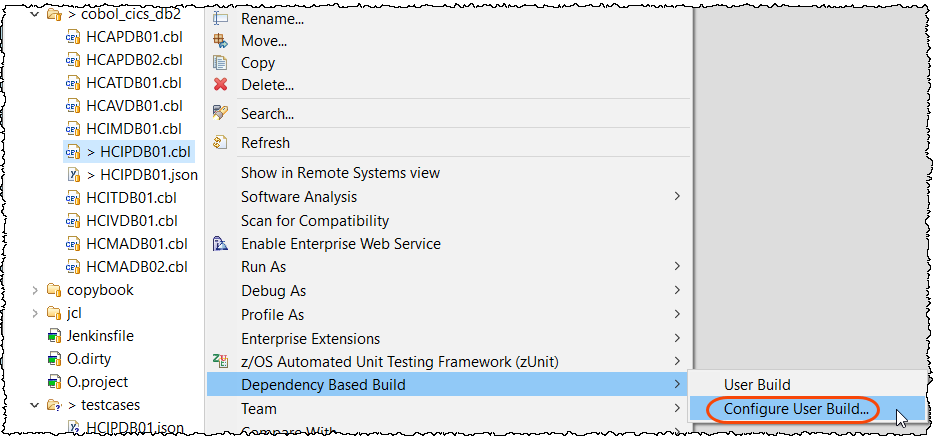 > cobol_cics_db2
HCAPDB01.cbl
HCAPDB02.cbl
HCATDB01.cbl
HCAVDB01.cbl
HCIMDB01.cbl
> HCIPDB01.cbl
> HCIPDB01.json
HCITDB01.cbl
HCIVDB01.cbl
HCMADB01.cbl
HCMADB02.cbl
copybook
jcl
Jenkinsfile
O.dirty
O.project
> testcases
HCIPDB01.json
Rename...
Move...
Copy
Delete...
Search...
Refresh
Show in Remote Systems view
Software Analysis
Scan for Compatibility
Enable Enterprise Web Service
Run As
Debug As
Profile As
Enterprise Extensions
z/OS Automated Unit Testing Framework (zUnit)
Dependency Based Build
Team
Compare With
User Build
Configure User Build...